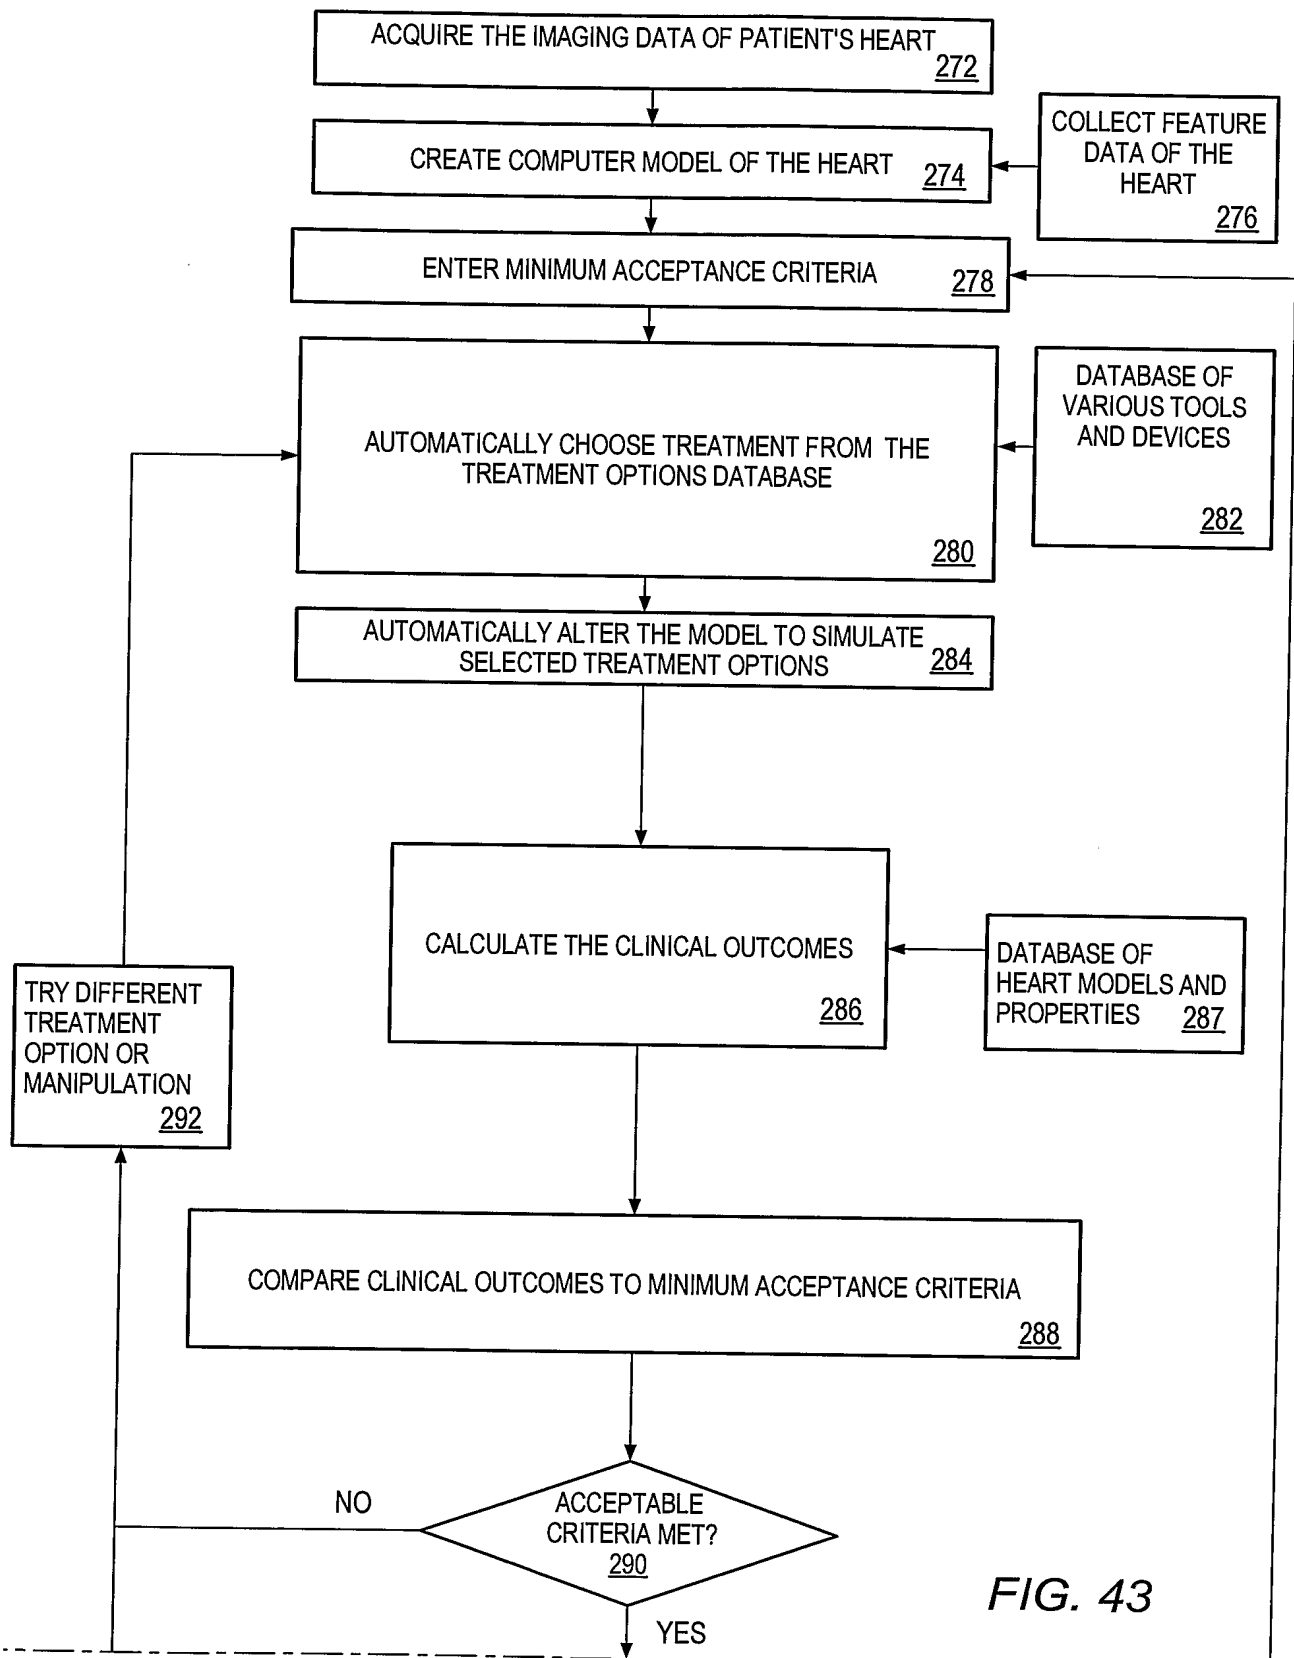 ACQUIRE THE IMAGING DATA OF PATIENT'S HEART
272
CREATE COMPUTER MODEL OF THE HEART
274
COLLECT FEATURE
DATA OF THE
HEART
276
ENTER MINIMUM ACCEPTANCE CRITERIA
278
AUTOMATICALLY CHOOSE TREATMENT FROM THE
TREATMENT OPTIONS DATABASE
280
DATABASE OF
VARIOUS TOOLS
AND DEVICES
282
AUTOMATICALLY ALTER THE MODEL TO SIMULATE
SELECTED TREATMENT OPTIONS
284
CALCULATE THE CLINICAL OUTCOMES
286
DATABASE OF
HEART MODELS AND
PROPERTIES 287
TRY DIFFERENT
TREATMENT
OPTION OR
MANIPULATION
292
COMPARE CLINICAL OUTCOMES TO MINIMUM ACCEPTANCE CRITERIA
288
NO
ACCEPTABLE
CRITERIA MET?
290
YES
FIG. 43